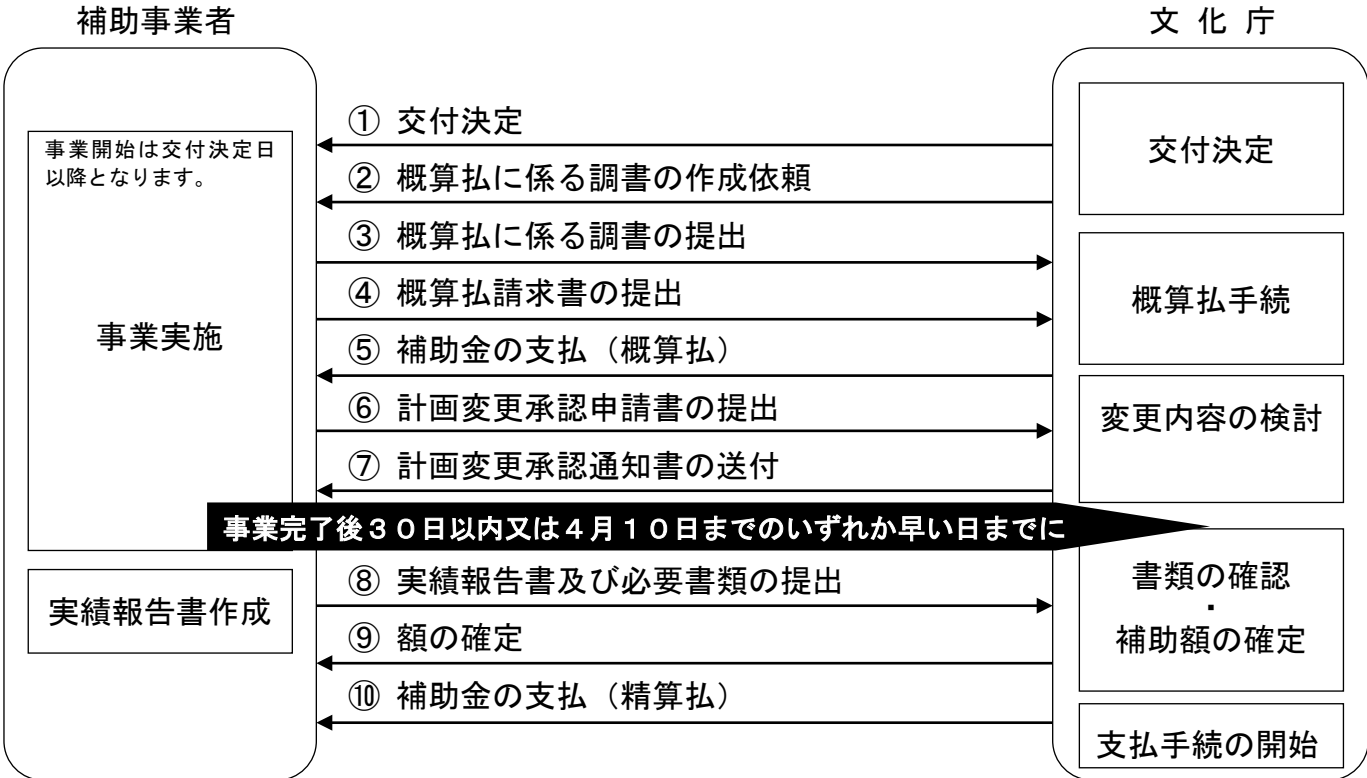 補助事業者
文化庁
事業開始は交付決定日
以降となります。
事業実施
実績報告書作成
① 交付決定
② 概算払に係る調書の作成依頼
③ 概算払に係る調書の提出
④ 概算払請求書の提出
⑤ 補助金の支払（概算払）
⑥ 計画変更承認申請書の提出
⑦ 計画変更承認通知書の送付
事業完了後３０日以内又は４月１０日までのいずれか早い日までに
⑧ 実績報告書及び必要書類の提出
⑨ 額の確定
⑩ 補助金の支払（精算払）
交付決定
概算払手続
変更内容の検討
書類の確認
・
補助額の確定
支払手続の開始